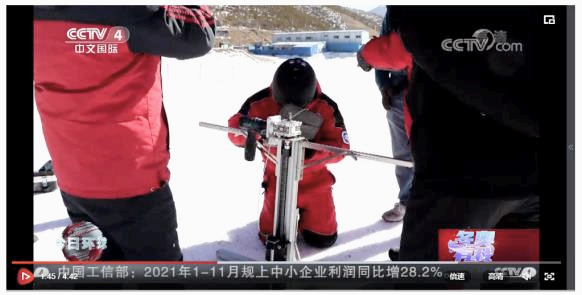 CCTV 4
中文国际
CCTV.com
今日环球
中国工信部：2021年1-11月规上中小企业利润同比增28.2%
1:45 / 4:42
倍速
高清